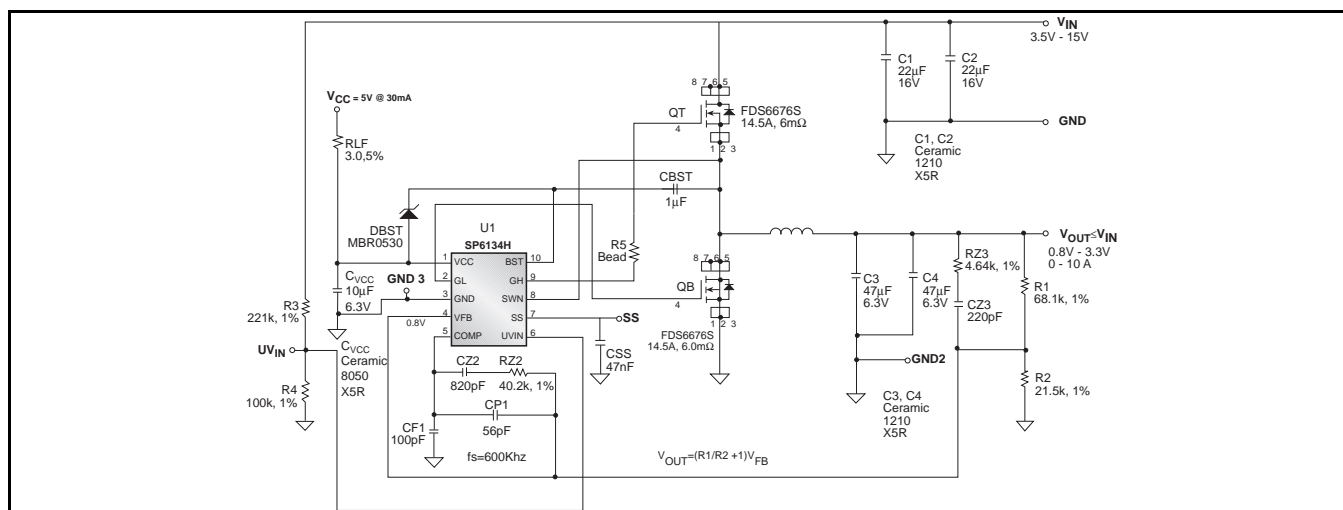 VIN
3.5V - 15V
C1
22µF
16V
C2
22µF
16V
GND
C1, C2
Ceramic
1210
X5R
8 7 6 5
QT
4
FDS6676S
14.5A, 6mΩ
1 2 3
VCC = 5V @ 30mA
RLF
3.0,5%
CBST
1µF
DBST
MBR0530
U1
SP6134H
1 VCC
2 GL
3 GND
4 VFB
5 COMP
BST 10
GH 9
SWN 8
SS 7
UVIN 6
0.8V
R5
Bead
CVCC
10µF
6.3V
GND 3
R3
221k, 1%
UVIN
CVCC
Ceramic
8050
X5R
R4
100k, 1%
8 7 6 5
QB
4
1 2 3
FDS6676S
14.5A, 6.0mΩ
SS
CSS
47nF
CZ2
820pF
RZ2
40.2k, 1%
CP1
56pF
CF1
100pF
fs=600Khz
VOUT≤VIN
0.8V - 3.3V
0 - 10 A
C3
47µF
6.3V
C4
47µF
6.3V
RZ3
4.64k, 1%
CZ3
220pF
R1
68.1k, 1%
GND2
R2
21.5k, 1%
C3, C4
Ceramic
1210
X5R
VOUT=(R1/R2 +1)VFB